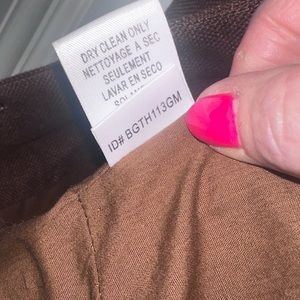 DRY CLEAN ONLY
NETTOYAGE A SEC
SEULEMENT
LAVAR EN SECO
ID# BGTH113GM